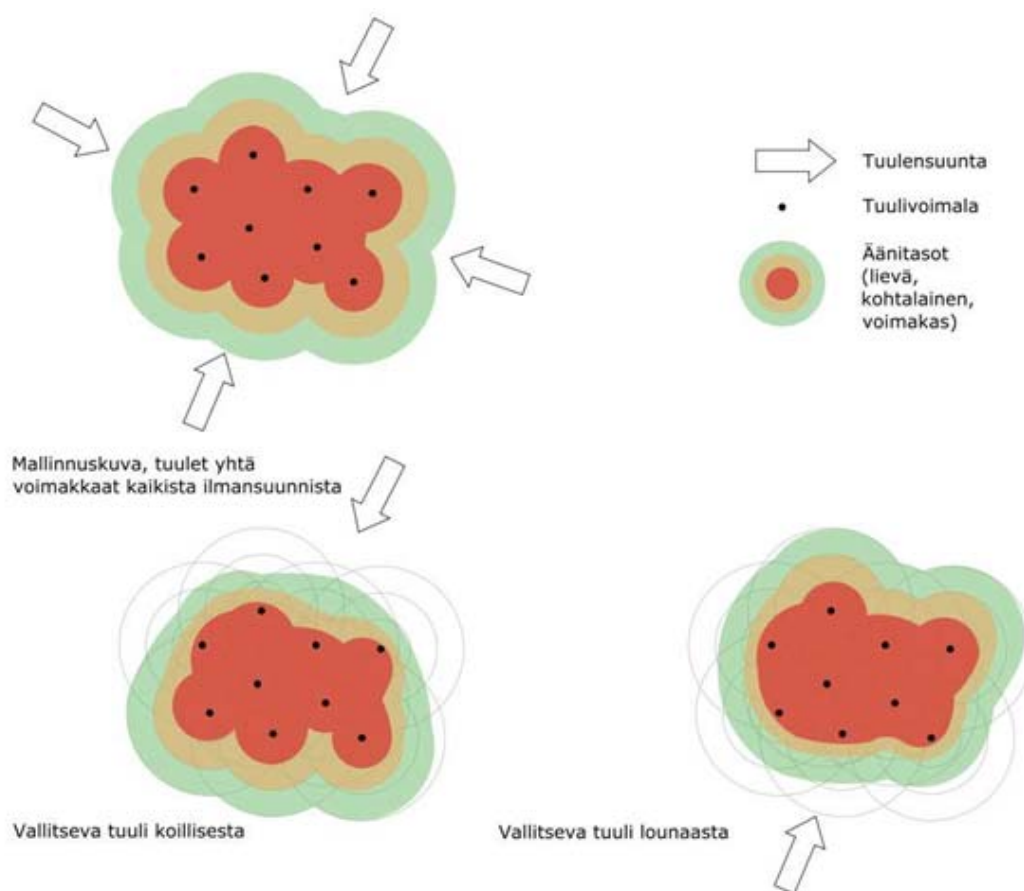 Tuulensuunta
Tuulivoimala
Äänitasot
(lievä,
kohtalainen,
voimakas)
Mallinnuskuva, tuulet yhtä
voimakkaat kaikista ilmansuunnista
Vallitseva tuuli koillisesta
Vallitseva tuuli lounaasta